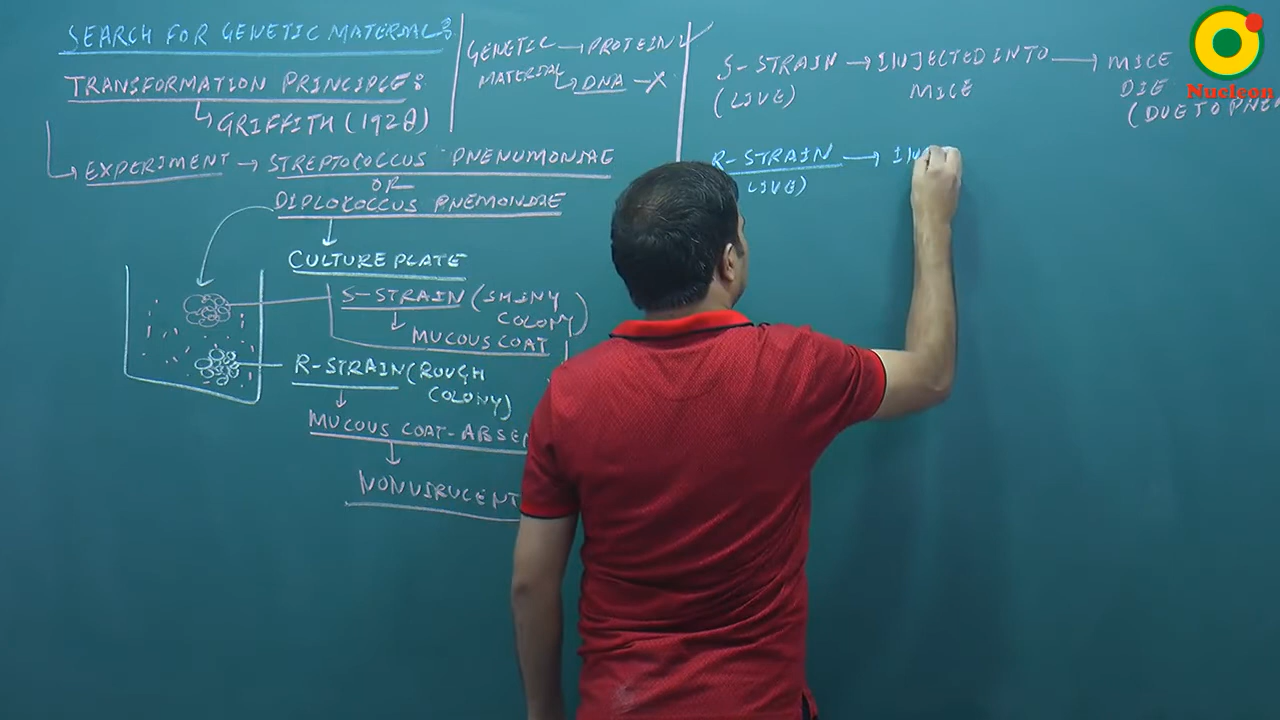 SEARCH FOR GENETIC MATERIAL:
TRANSFORMATION PRINCIPLE:
GRIFFITH (1928)
EXPERIMENT → STREPTOCOCCUS PNENUMONIAE
OR
DIPLOCOCCUS PNEMONIAE
CULTURE PLATE
S-STRAIN (SHINY
COLONY)
MUCOUS COAT
R-STRAIN (ROUGH
COLONY)
MUCOUS COAT-ABSEN
NONVIRULENT
GENETIC → PROTEIN ✓
MATERIAL → DNA - X
S-STRAIN → INJECTED INTO → MICE
(LIVE) MICE DIE
(DUE TO PNE
R-STRAIN →
LIVE)
Nucleon